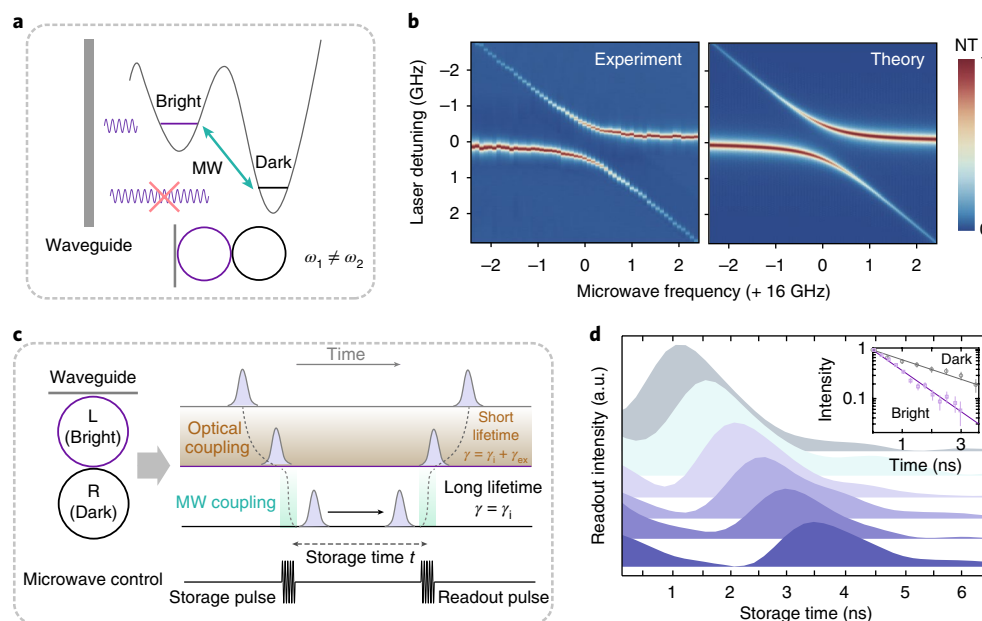 a
Bright
MW
Dark
Waveguide
ω₁ ≠ ω₂
b
Experiment
Theory
NT
Laser detuning (GHz)
−2
−1
0
1
2
−2 −1 0 1 2
−2 −1 0 1 2
Microwave frequency (+ 16 GHz)
c
Waveguide
L
(Bright)
R
(Dark)
Time
Optical
coupling
Short
lifetime
γ = γi + γex
MW coupling
Long lifetime
γ = γi
Storage time t
Microwave control
Storage pulse
Readout pulse
d
Readout intensity (a.u.)
1 2 3 4 5 6
Storage time (ns)
Intensity
1
0.1
Dark
Bright
1 3
Time (ns)